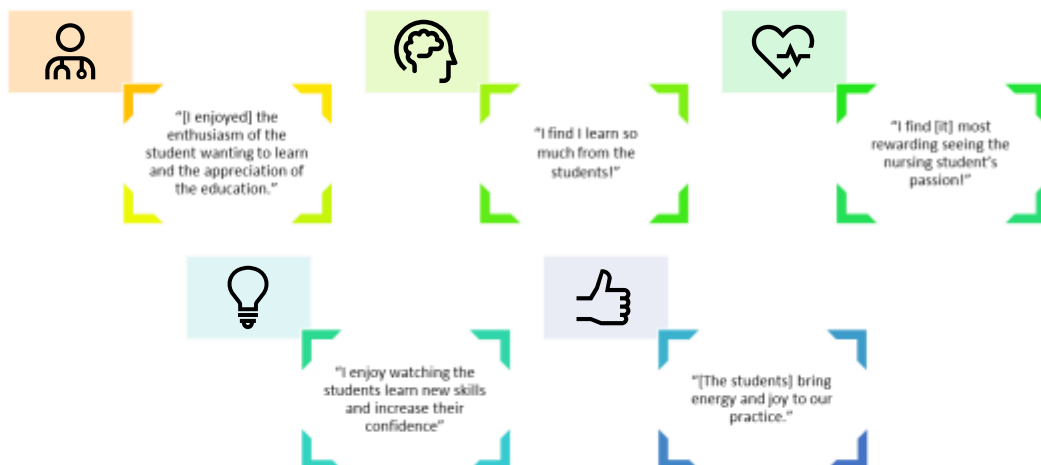 “[I enjoyed] the
enthusiasm of the
student wanting to learn
and the appreciation of
the education.”
“I find I learn so
much from the
students!”
“I find [it] most
rewarding seeing the
nursing student’s
passion!”
“I enjoy watching the
students learn new skills
and increase their
confidence”
“[The students] bring
energy and joy to our
practice.”